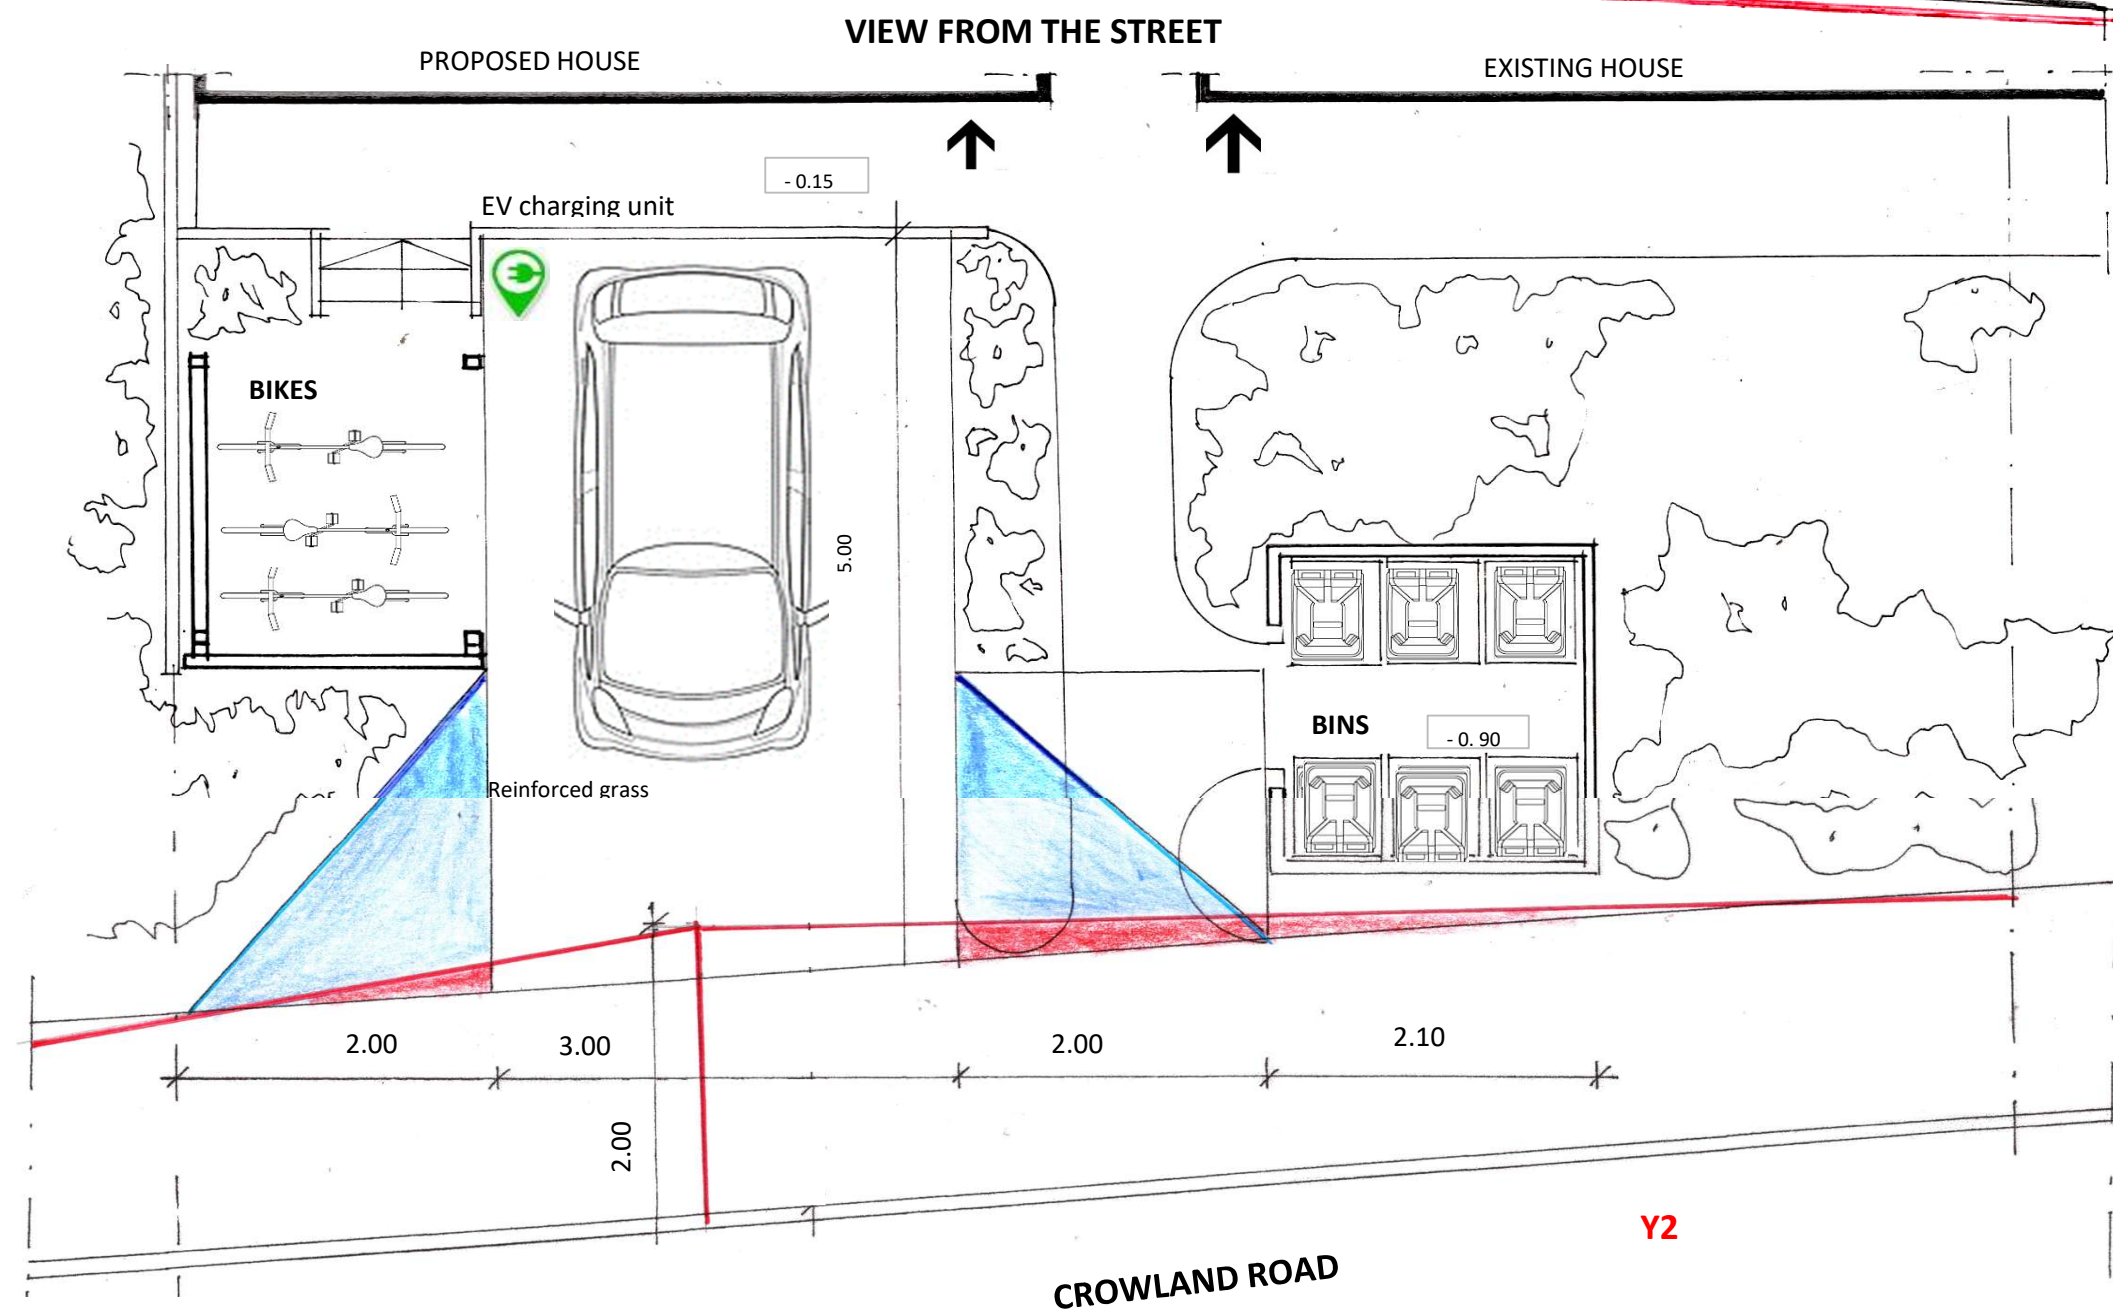 VIEW FROM THE STREET
PROPOSED HOUSE
EXISTING HOUSE
- 0.15
EV charging unit
BIKES
5.00
BINS
- 0. 90
Reinforced grass
2.00
3.00
2.00
2.10
2.00
Y2
CROWLAND ROAD